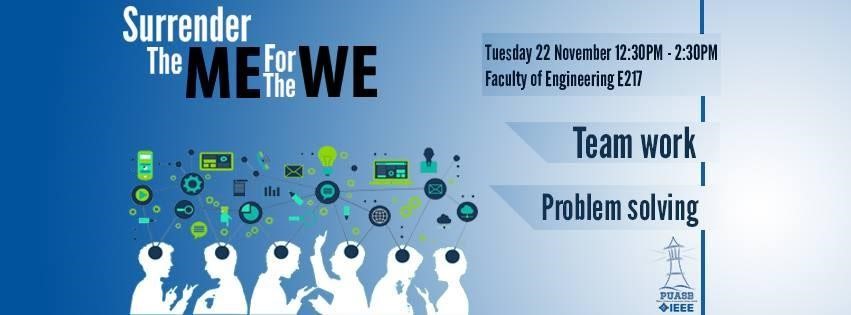 Surrender
The ME For The WE
Tuesday 22 November 12:30PM - 2:30PM
Faculty of Engineering E217
Team work
Problem solving
PUASB
IEEE